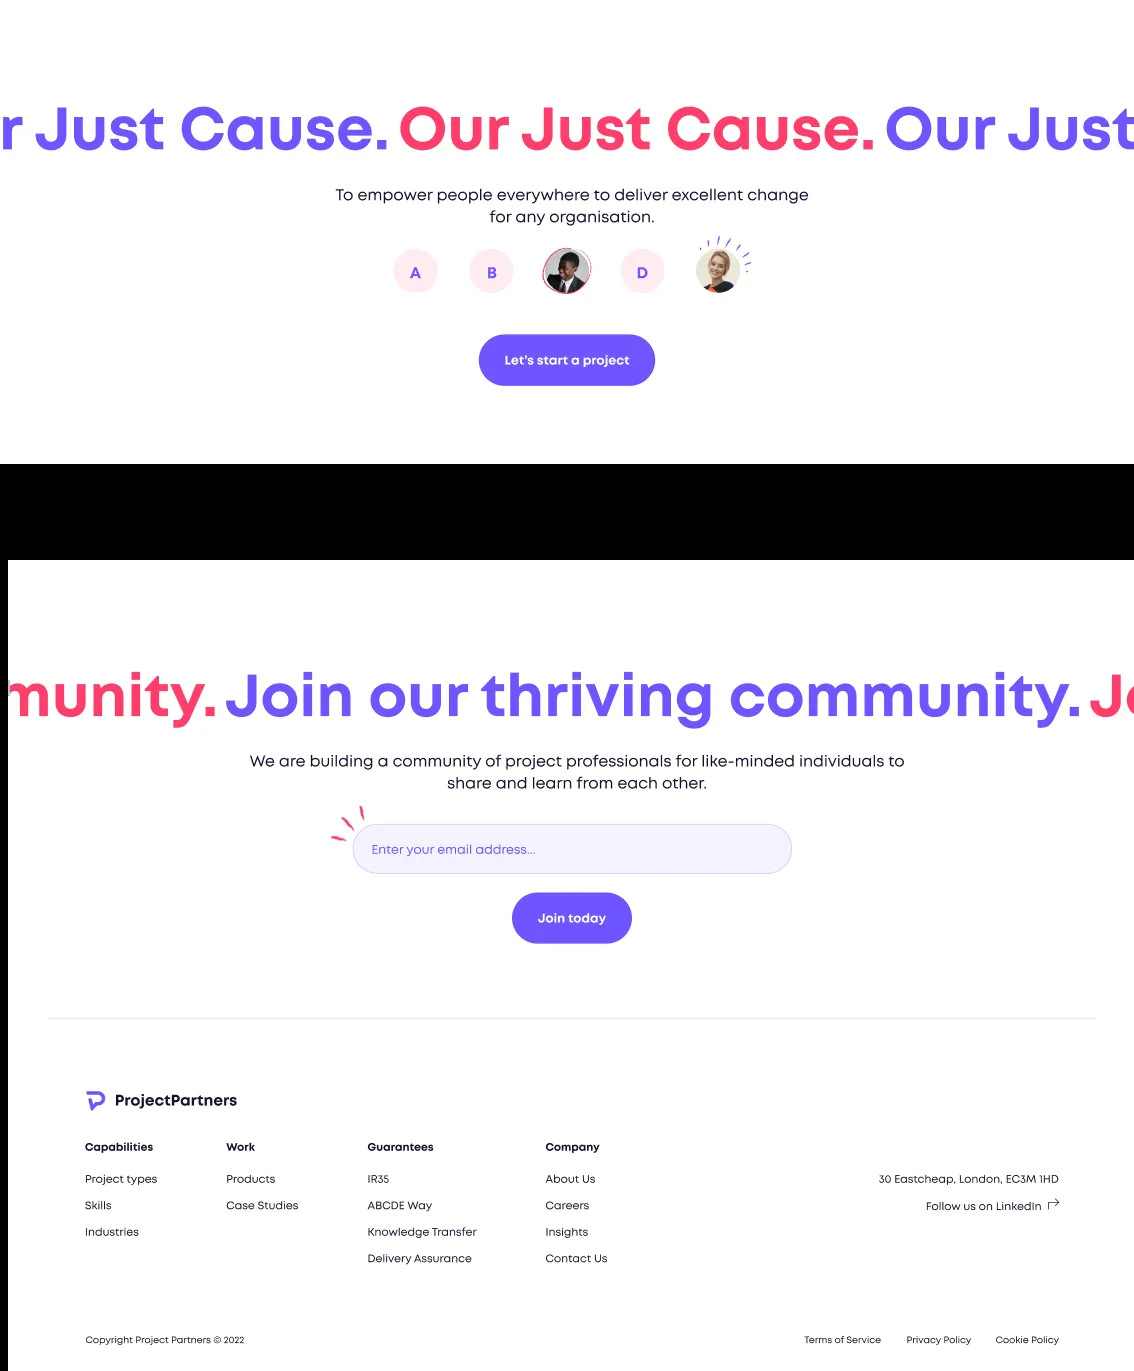 r Just Cause. Our Just Cause. Our Just
To empower people everywhere to deliver excellent change
for any organisation.
A B D
Let's start a project
munity. Join our thriving community. Jo
We are building a community of project professionals for like-minded individuals to
share and learn from each other.
Enter your email address...
Join today
ProjectPartners
Capabilities Work Guarantees Company
Project types Products IR35 About Us 30 Eastcheap, London, EC3M 1HD
Skills Case Studies ABCDE Way Careers Follow us on LinkedIn
Industries Knowledge Transfer Insights
Delivery Assurance Contact Us
Copyright Project Partners © 2022 Terms of Service Privacy Policy Cookie Policy